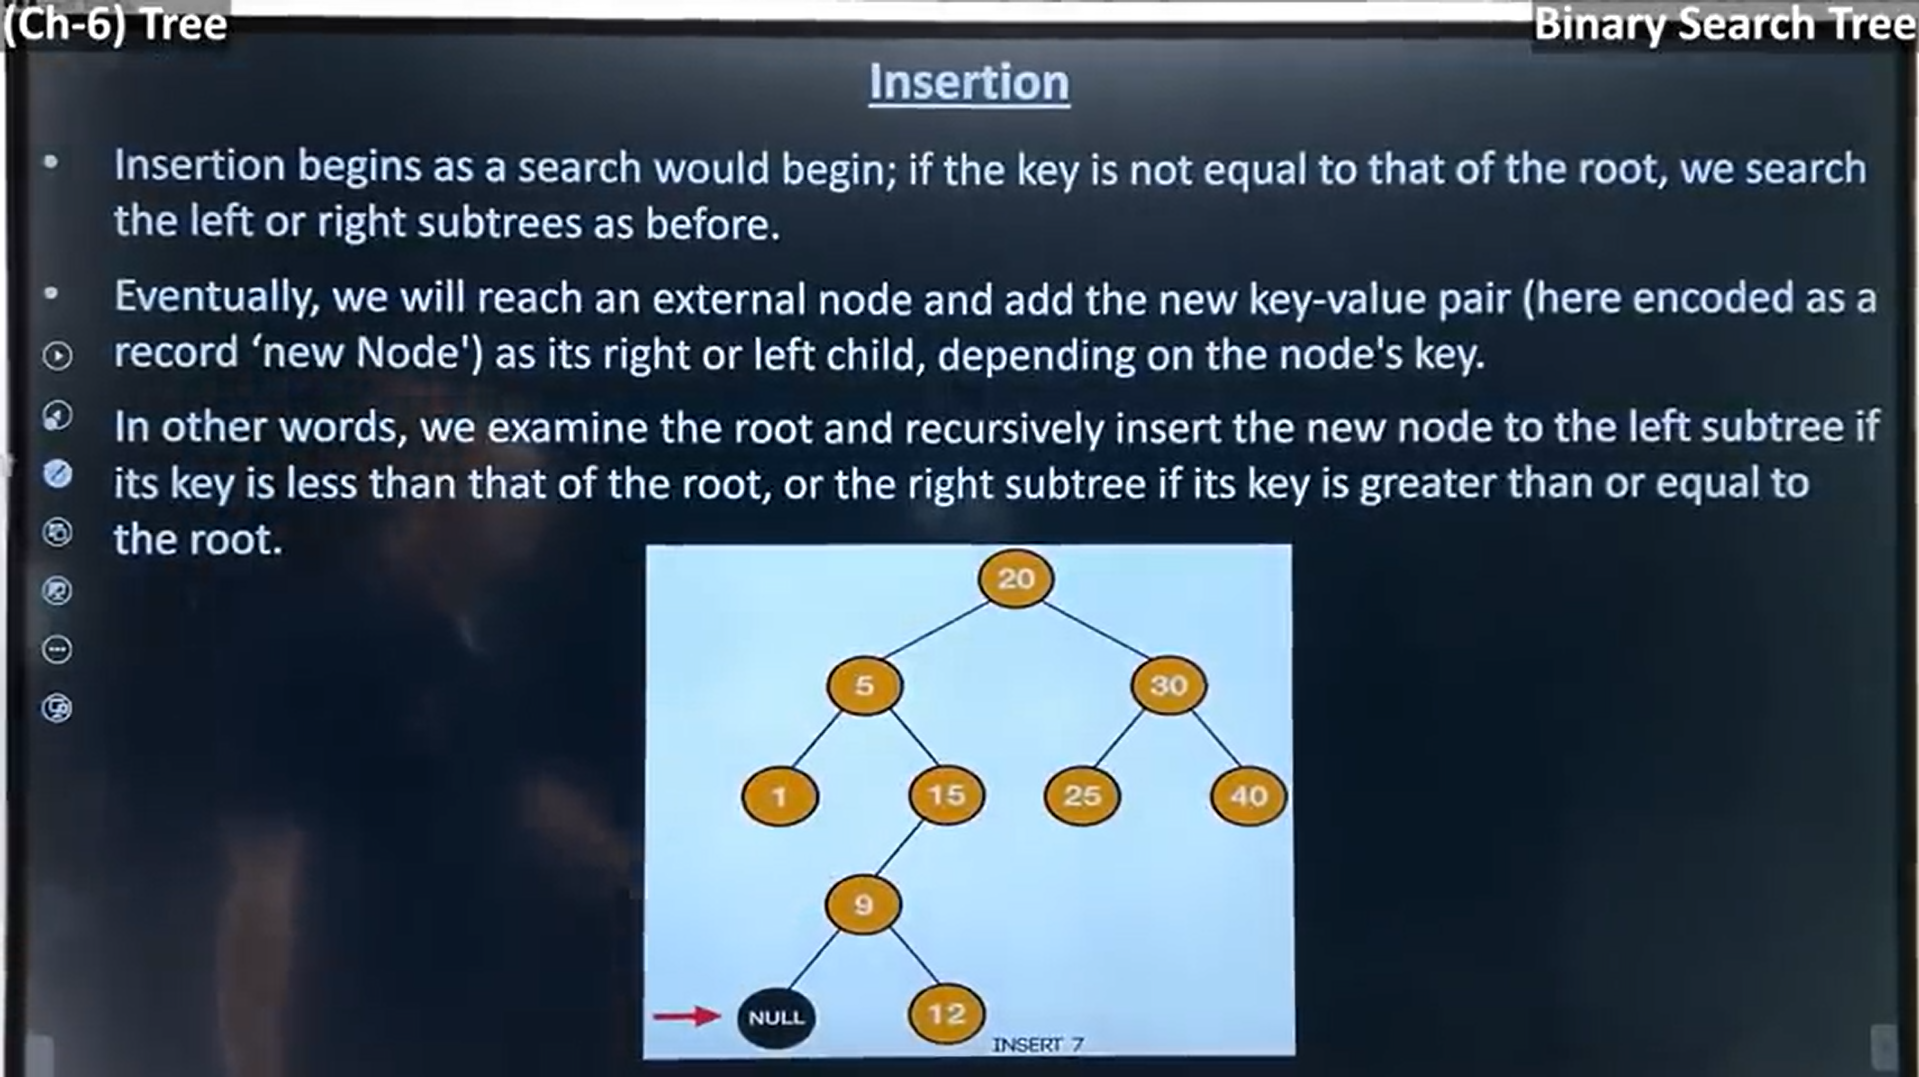 (Ch-6) Tree
Binary Search Tree
Insertion
• Insertion begins as a search would begin; if the key is not equal to that of the root, we search
the left or right subtrees as before.
• Eventually, we will reach an external node and add the new key-value pair (here encoded as a
record ‘new Node') as its right or left child, depending on the node's key.
In other words, we examine the root and recursively insert the new node to the left subtree if
its key is less than that of the root, or the right subtree if its key is greater than or equal to
the root.
20
5
30
1
15
25
40
9
NULL
12
INSERT 7